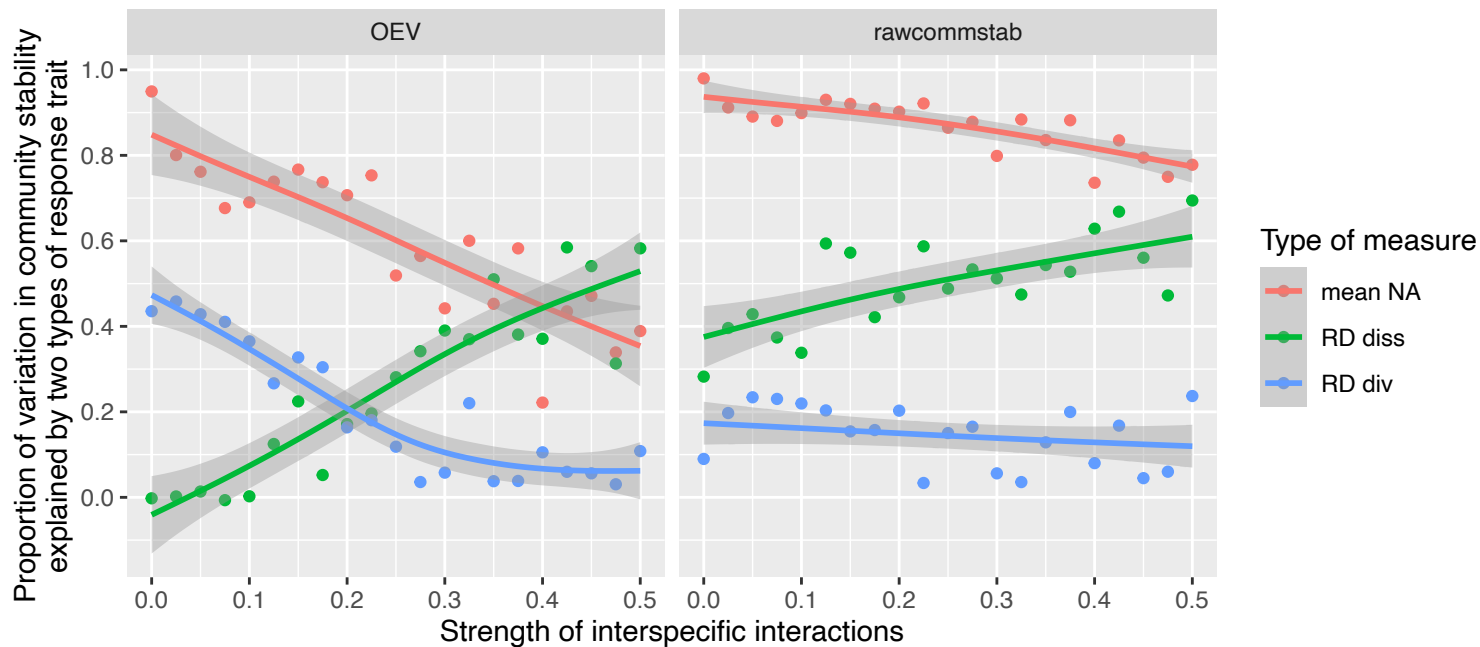 OEV
rawcommstab
Proportion of variation in community stability
explained by two types of response trait
1.0
0.8
0.6
0.4
0.2
0.0
0.0 0.1 0.2 0.3 0.4 0.5
0.0 0.1 0.2 0.3 0.4 0.5
Strength of interspecific interactions
Type of measure
mean NA
RD diss
RD div